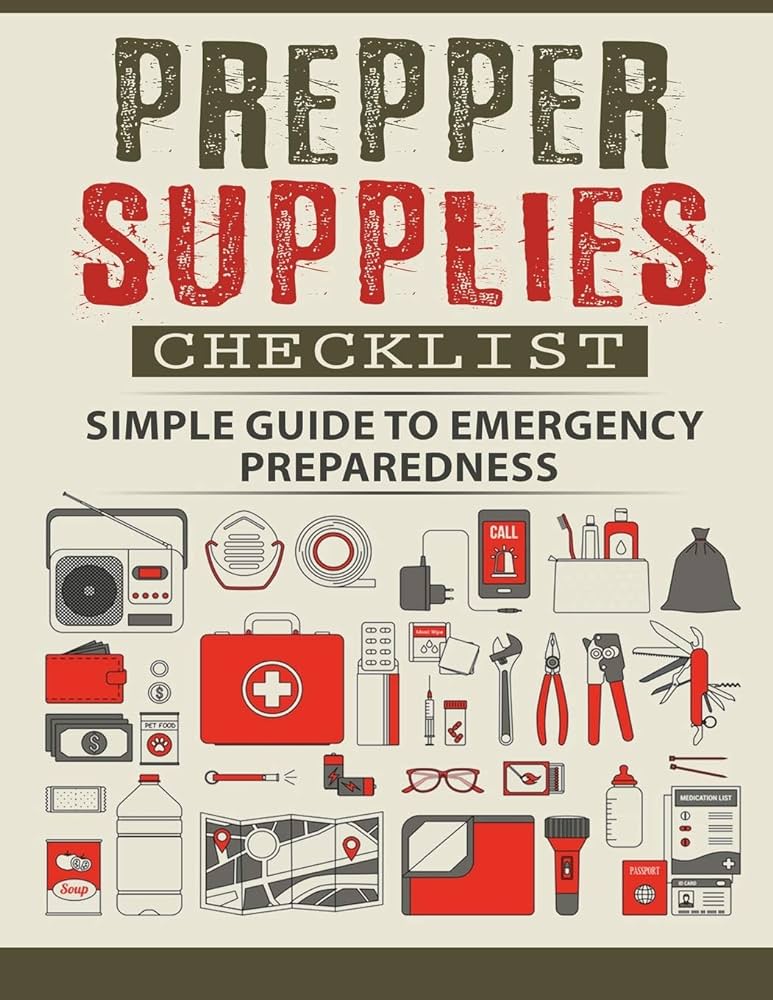 PREPPER
SUPPLIES
CHECKLIST
SIMPLE GUIDE TO EMERGENCY
PREPAREDNESS
CALL
PET FOOD
$
$
MEDICATION LIST
Soup
PASSPORT
ID CARD